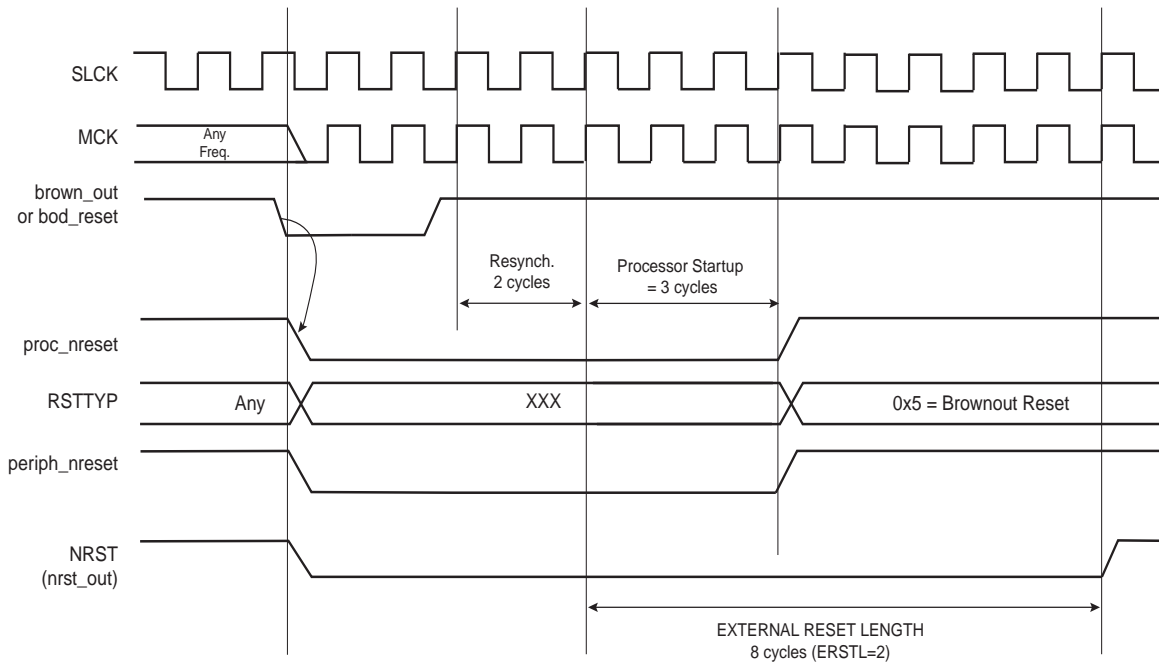 SLCK
MCK
Any
Freq.
brown_out
or bod_reset
Resynch.
2 cycles
Processor Startup
= 3 cycles
proc_nreset
RSTTYP
Any
XXX
0x5 = Brownout Reset
periph_nreset
NRST
(nrst_out)
EXTERNAL RESET LENGTH
8 cycles (ERSTL=2)